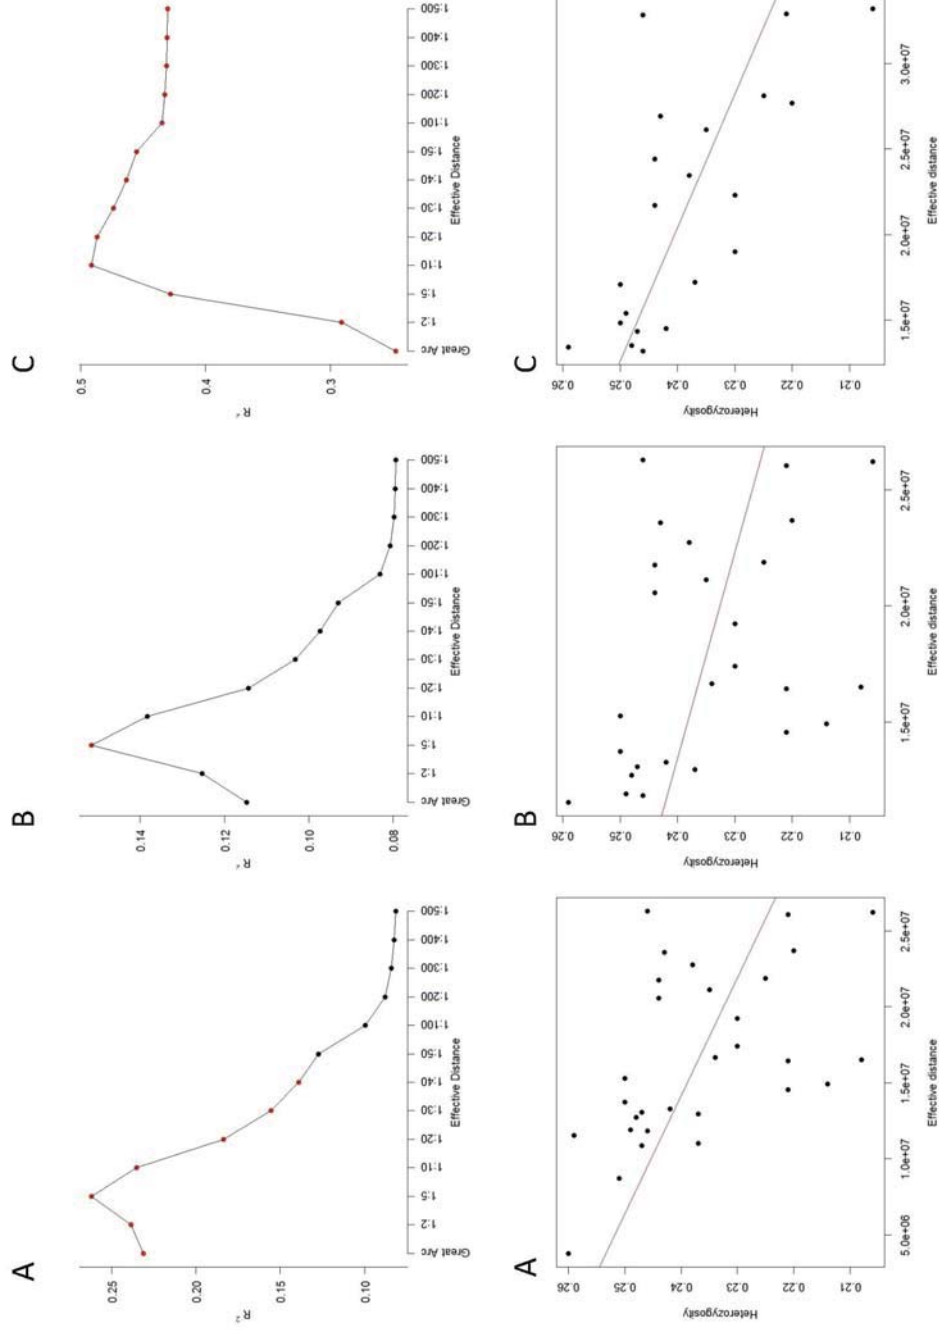 A
R²
0.25
0.20
0.15
0.10
Great Arc
1:2
1:5
1:10
1:20
1:30
1:40
1:50
1:100
1:200
1:300
1:400
1:500
Effective Distance
B
R²
0.14
0.12
0.10
0.08
Great Arc
1:2
1:5
1:10
1:20
1:30
1:40
1:50
1:100
1:200
1:300
1:400
1:500
Effective Distance
C
R²
0.5
0.4
0.3
Great Arc
1:2
1:5
1:10
1:20
1:30
1:40
1:50
1:100
1:200
1:300
1:400
1:500
Effective Distance
A
Heterozygosity
0.26
0.25
0.24
0.23
0.22
0.21
5.0e+06 1.0e+07 1.5e+07 2.0e+07 2.5e+07
Effective distance
B
Heterozygosity
0.26
0.25
0.24
0.23
0.22
0.21
1.5e+07 2.0e+07 2.5e+07
Effective distance
C
Heterozygosity
0.26
0.25
0.24
0.23
0.22
0.21
1.5e+07 2.0e+07 2.5e+07 3.0e+07
Effective distance